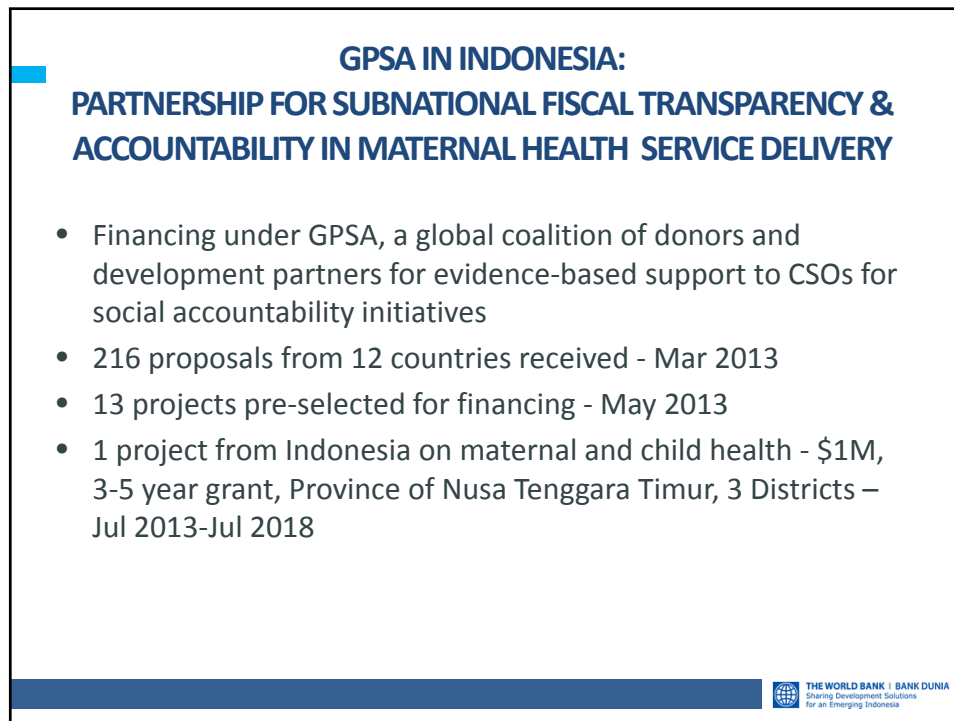 GPSA IN INDONESIA:
PARTNERSHIP FOR SUBNATIONAL FISCAL TRANSPARENCY &
ACCOUNTABILITY IN MATERNAL HEALTH SERVICE DELIVERY
• Financing under GPSA, a global coalition of donors and
development partners for evidence-based support to CSOs for
social accountability initiatives
• 216 proposals from 12 countries received - Mar 2013
• 13 projects pre-selected for financing - May 2013
• 1 project from Indonesia on maternal and child health - $1M,
3-5 year grant, Province of Nusa Tenggara Timur, 3 Districts –
Jul 2013-Jul 2018
THE WORLD BANK | BANK DUNIA
Sharing Development Solutions
for an Emerging Indonesia